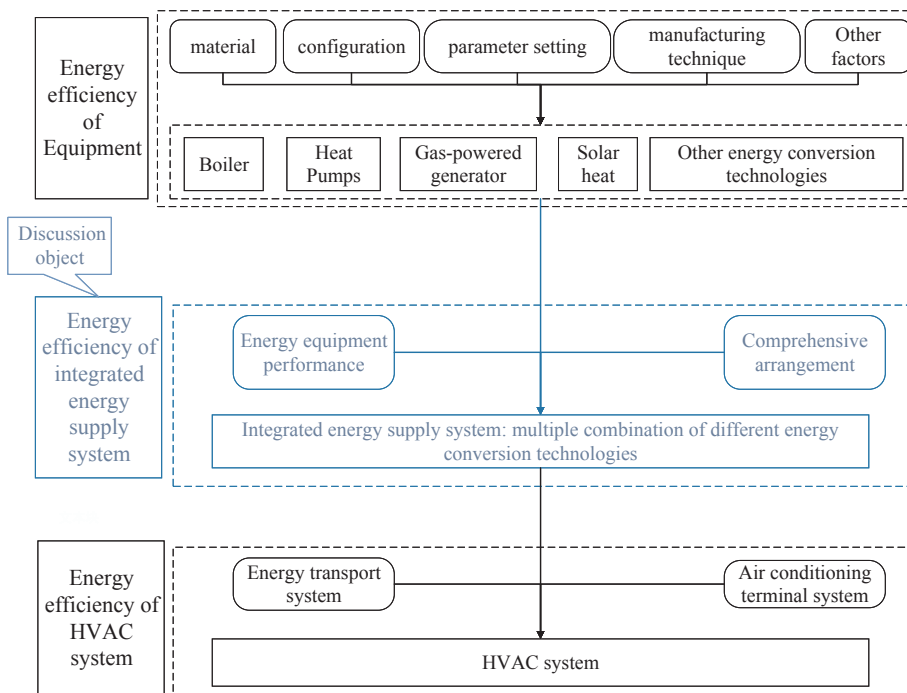 material
configuration
parameter setting
manufacturing
technique
Other
factors
Energy
efficiency
of
Equipment
Boiler
Heat
Pumps
Gas-powered
generator
Solar
heat
Other energy conversion
technologies
Discussion
object
Energy
efficiency of
integrated
energy
supply
system
Energy equipment
performance
Comprehensive
arrangement
Integrated energy supply system: multiple combination of different energy
conversion technologies
Energy
efficiency of
HVAC
system
Energy transport
system
Air conditioning
terminal system
HVAC system